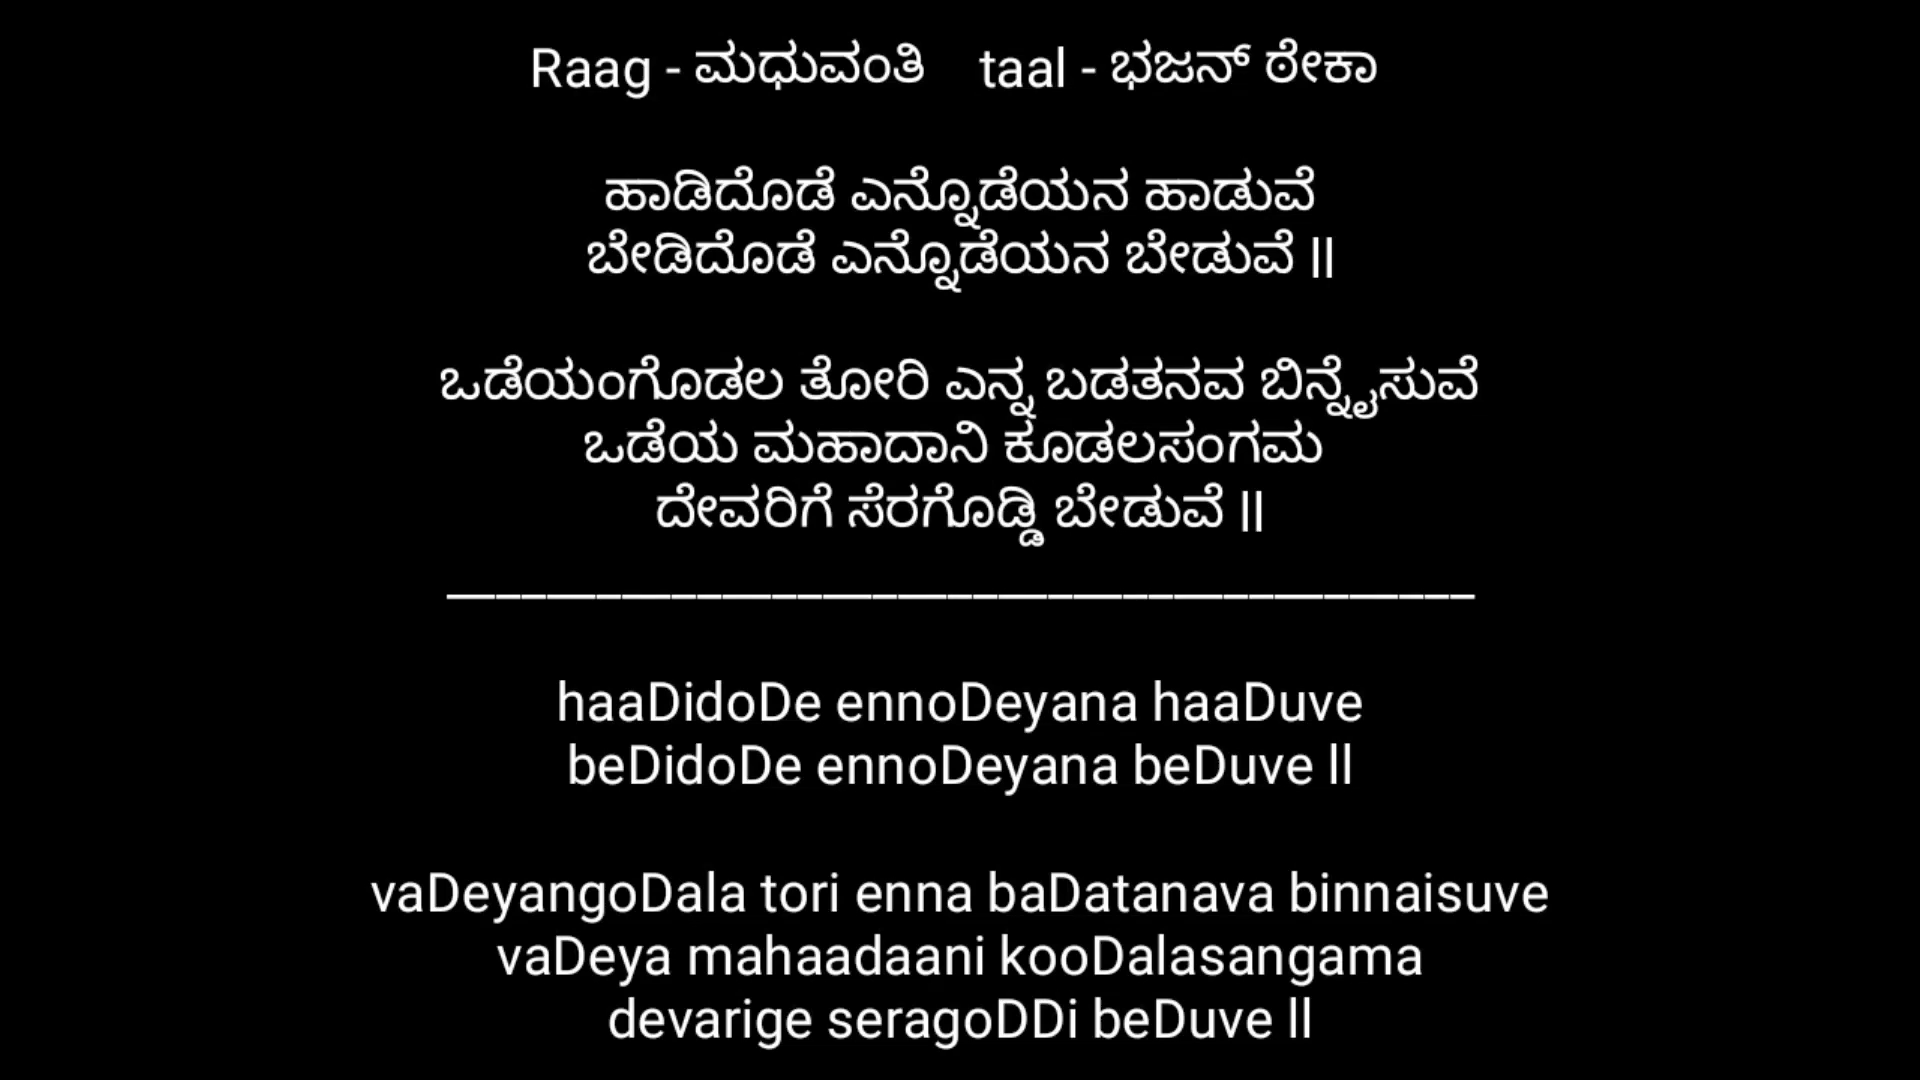 Raag - ಮಧುವಂತಿ taal - ಭಜನ್ ಠೇಕಾ
ಹಾಡಿದೊಡೆ ಎನ್ನೊಡೆಯನ ಹಾಡುವೆ
ಬೇಡಿದೊಡೆ ಎನ್ನೊಡೆಯನ ಬೇಡುವೆ ||
ಒಡೆಯಂಗೊಡಲ ತೋರಿ ಎನ್ನ ಬಡತನವ ಬಿನ್ನೈಸುವೆ
ಒಡೆಯ ಮಹಾದಾನಿ ಕೂಡಲಸಂಗಮ
ದೇವರಿಗೆ ಸೆರಗೊಡ್ಡಿ ಬೇಡುವೆ ||
haaDidoDe ennoDeyana haaDuve
beDidoDe ennoDeyana beDuve ll
vaDeyangoDala tori enna baDatanava binnaisuve
vaDeya mahaadaani kooDalasangama
devarige seragoDDi beDuve ll